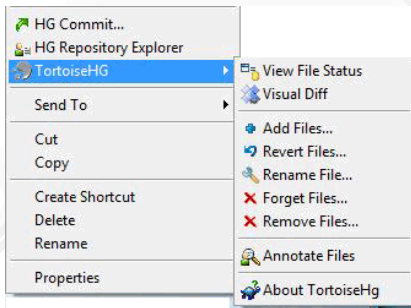 HG Commit...
HG Repository Explorer
TortoiseHG
Send To
Cut
Copy
Create Shortcut
Delete
Rename
Properties
View File Status
Visual Diff
Add Files...
Revert Files...
Rename File...
Forget Files...
Remove Files...
Annotate Files
About TortoiseHg